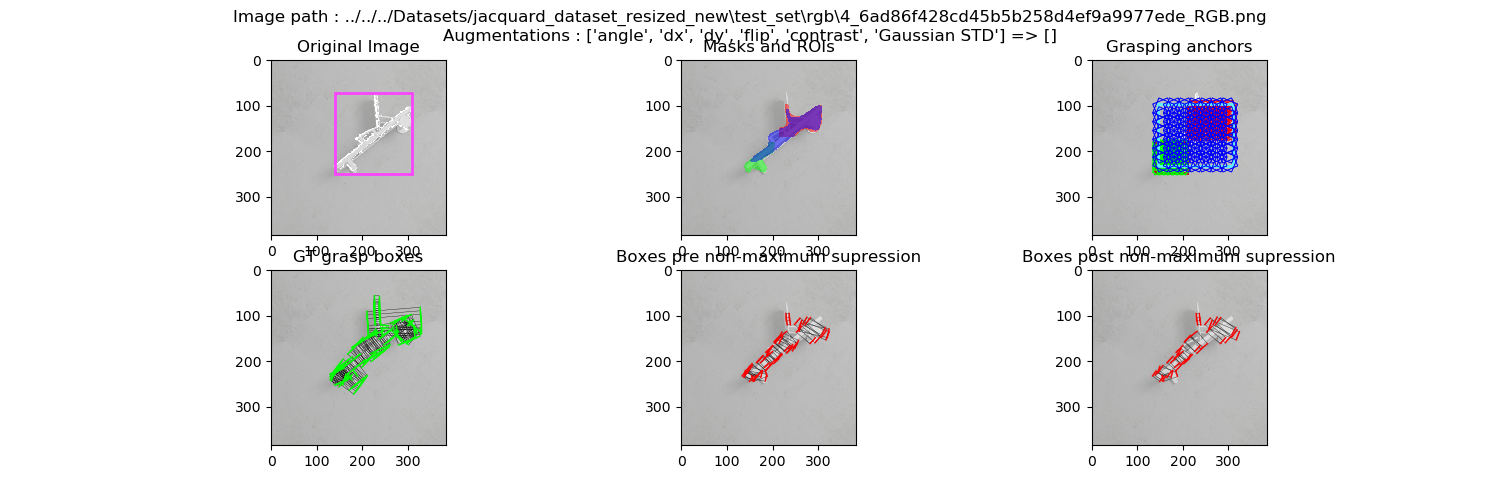 Image path : ../../../Datasets/jacquard_dataset_resized_new\test_set\rgb\4_6ad86f428cd45b5b258d4ef9a9977ede_RGB.png
Augmentations : ['angle', 'dx', 'dy', 'flip', 'contrast', 'Gaussian STD'] => []
Original Image
Masks and ROIs
Grasping anchors
0
100
200
300
0 100 200 300
0
100
200
300
0 100 200 300
0
100
200
300
0 100 200 300
GT grasp boxes
Boxes pre non-maximum supression
Boxes post non-maximum supression
0
100
200
300
0 100 200 300
0
100
200
300
0 100 200 300
0
100
200
300
0 100 200 300